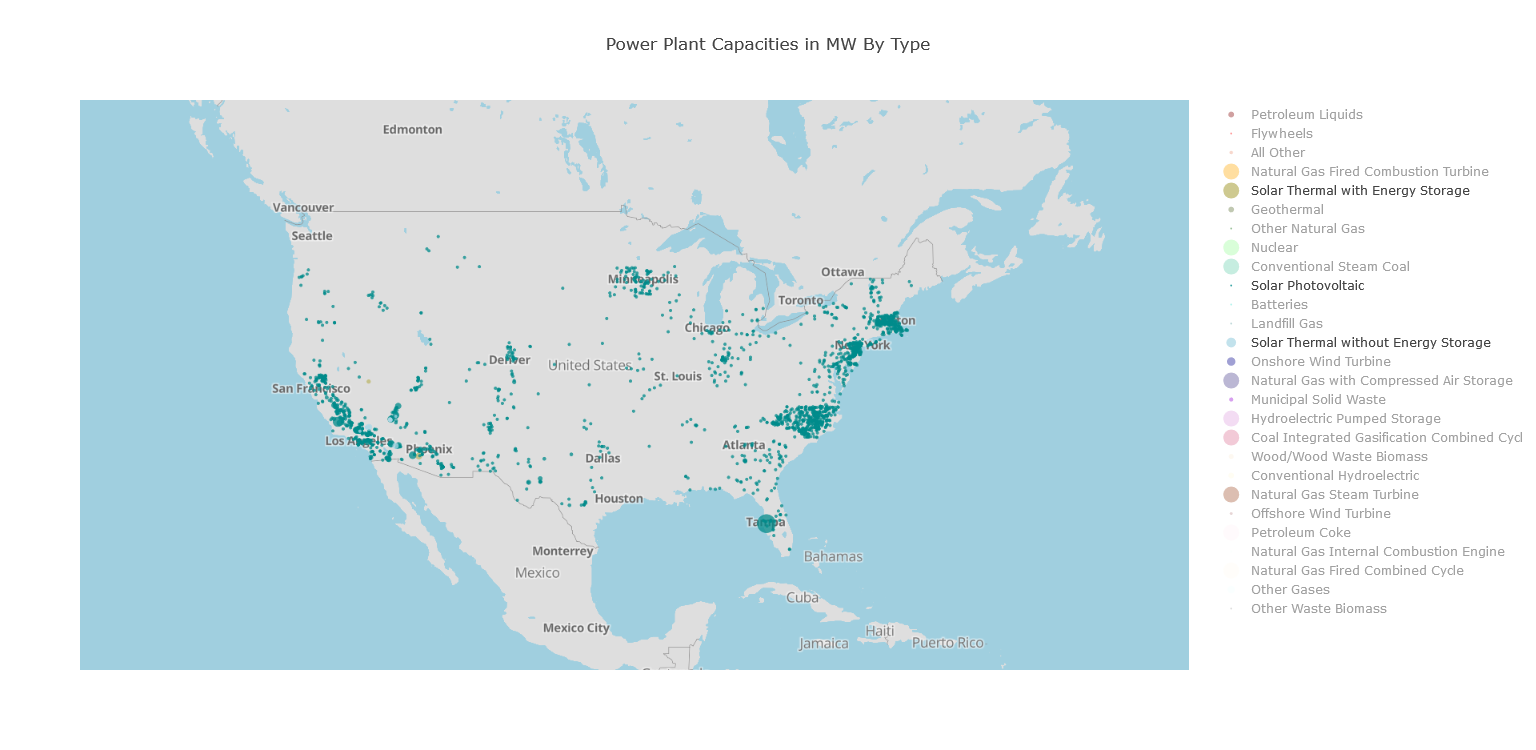 Power Plant Capacities in MW By Type
Edmonton
Vancouver
Seattle
Ottawa
Minneapolis
Toronto
Boston
Chicago
New York
Denver
United States
St. Louis
San Francisco
Los Angeles
Phoenix
Atlanta
Dallas
Houston
Tampa
Monterrey
Bahamas
Mexico
Cuba
Mexico City
Haiti
Jamaica
Puerto Rico
Petroleum Liquids
Flywheels
All Other
Natural Gas Fired Combustion Turbine
Solar Thermal with Energy Storage
Geothermal
Other Natural Gas
Nuclear
Conventional Steam Coal
Solar Photovoltaic
Batteries
Landfill Gas
Solar Thermal without Energy Storage
Onshore Wind Turbine
Natural Gas with Compressed Air Storage
Municipal Solid Waste
Hydroelectric Pumped Storage
Coal Integrated Gasification Combined Cycl
Wood/Wood Waste Biomass
Conventional Hydroelectric
Natural Gas Steam Turbine
Offshore Wind Turbine
Petroleum Coke
Natural Gas Internal Combustion Engine
Natural Gas Fired Combined Cycle
Other Gases
Other Waste Biomass